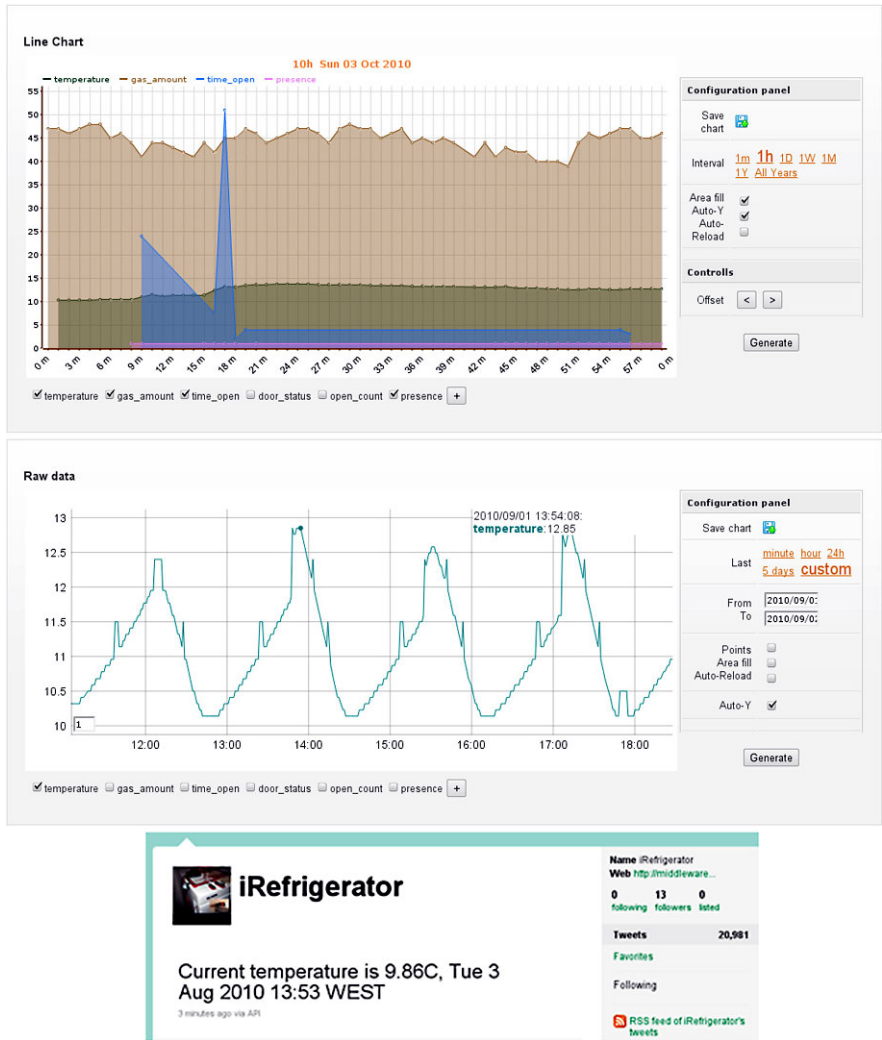 Line Chart
10h Sun 03 Oct 2010
temperature gas_amount time_open presence
55
50
45
40
35
30
25
20
15
10
5
0
0 m 3 m 6 m 9 m 12 m 15 m 18 m 21 m 24 m 27 m 30 m 33 m 36 m 39 m 42 m 45 m 48 m 51 m 54 m 57 m 0 m
temperature gas_amount time_open door_status open_count presence +
Configuration panel
Save chart
Interval 1m 1h 1D 1W 1M
1Y All Years
Area fill
Auto-Y
Auto-
Reload
Controlls
Offset < >
Generate
Raw data
2010/09/01 13:54:08:
temperature:12.85
13
12.5
12
11.5
11
10.5
10
1
12:00 13:00 14:00 15:00 16:00 17:00 18:00
temperature gas_amount time_open door_status open_count presence +
Configuration panel
Save chart
Last minute hour 24h
5 days custom
From 2010/09/01
To 2010/09/02
Points
Area fill
Auto-Reload
Auto-Y
Generate
iRefrigerator
Current temperature is 9.86C, Tue 3
Aug 2010 13:53 WEST
3 minutes ago via API
Name iRefrigerator
Web http://middleware...
0 13 0
following followers listed
Tweets 20,981
Favorites
Following
RSS feed of iRefrigerator's
tweets